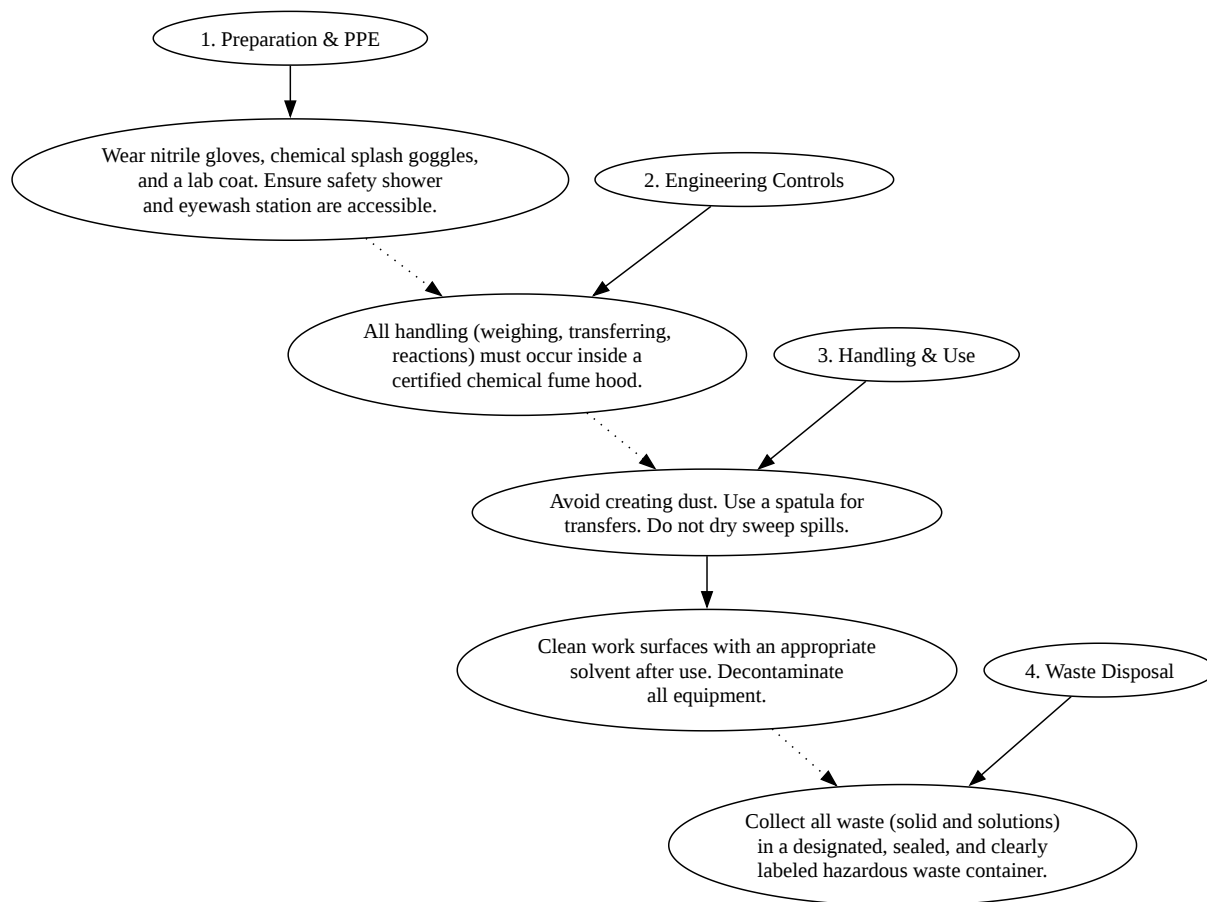 1. Preparation & PPE
Wear nitrile gloves, chemical splash goggles,
and a lab coat. Ensure safety shower
and eyewash station are accessible.
2. Engineering Controls
All handling (weighing, transferring,
reactions) must occur inside a
certified chemical fume hood.
3. Handling & Use
Avoid creating dust. Use a spatula for
transfers. Do not dry sweep spills.
Clean work surfaces with an appropriate
solvent after use. Decontaminate
all equipment.
4. Waste Disposal
Collect all waste (solid and solutions)
in a designated, sealed, and clearly
labeled hazardous waste container.